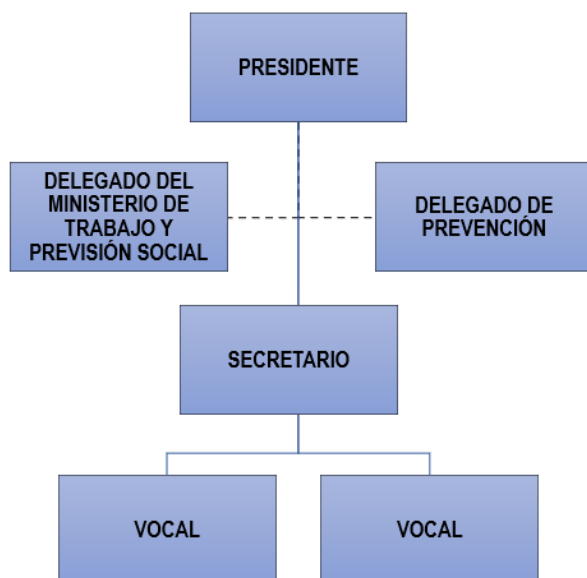 PRESIDENTE
DELEGADO DEL
MINISTERIO DE
TRABAJO Y
PREVISIÓN SOCIAL
DELEGADO DE
PREVENCIÓN
SECRETARIO
VOCAL
VOCAL